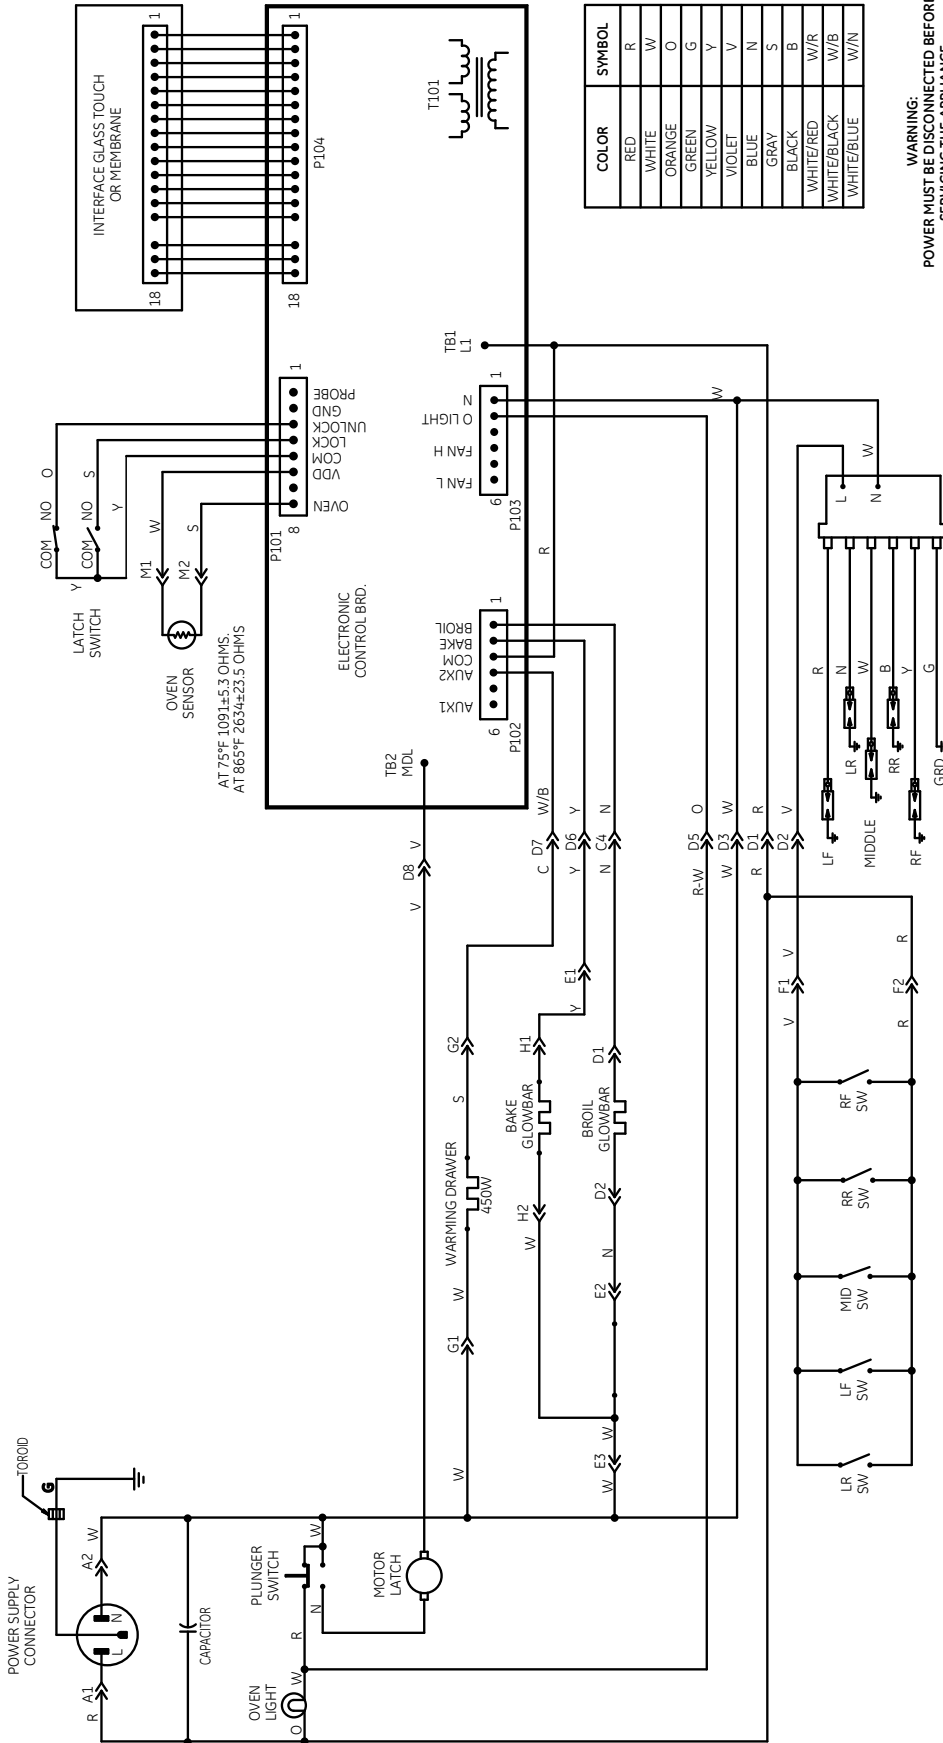 INTERFACE GLASS TOUCH
OR MEMBRANE
1
18
1
18
P104
T101
COLOR SYMBOL
RED R
WHITE W
ORANGE O
GREEN G
YELLOW Y
VIOLET V
BLUE N
GRAY S
BLACK B
WHITE/RED W/R
WHITE/BLACK W/B
WHITE/BLUE W/N
WARNING:
POWER MUST BE DISCONNECTED BEFORE
SERVICING THE APPLIANCE
COM NO O
COM NO S
Y
Y
LATCH
SWITCH
M1 W
M2 S
OVEN
SENSOR
AT 75°F 1091±5.3 OHMS.
AT 865°F 2634±23.5 OHMS
P101
8
1
PROBE
GND
UNLOCK
LOCK
COM
VDD
OVEN
ELECTRONIC
CONTROL BRD.
TB1
L1
N
O LIGHT
FAN H
FAN L
1
6
P103
BROIL
BAKE
COM
AUX2
AUX1
1
6
P102
R
TB2
MDL
W
V D8 V
C D7 W/B
Y D6 Y
N C4 N
R-W D5 O
W D3 W
R D1 R
V D2 V
L
N
W
R
N
W
B
Y
G
LF
LR
MIDDLE
RR
RF
GRD
POWER SUPPLY
CONNECTOR
TOROID
G
R A1
L
N
A2 W
CAPACITOR
PLUNGER
SWITCH
W
N
R
OVEN
LIGHT
W
O
MOTOR
LATCH
W G1 W
WARMING DRAWER
450W
S G2
W H2
BAKE
GLOWBAR
H1
Y E1
W E3 W
E2 N D2
BROIL
GLOWBAR
D1
V F1 V
R F2 R
LR
SW
LF
SW
MID
SW
RR
SW
RF
SW